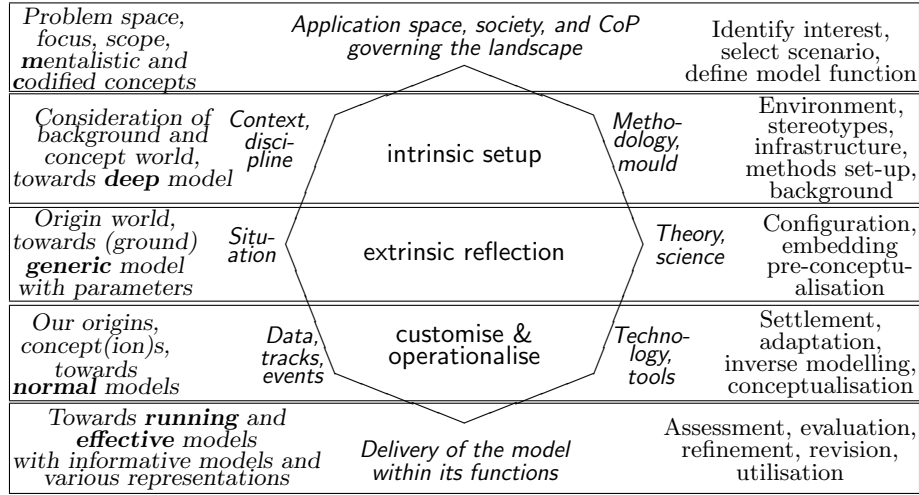 Problem space,
focus, scope,
mentalistic and
codified concepts
Application space, society, and CoP
governing the landscape
Identify interest,
select scenario,
define model function
Consideration of
background and
concept world,
towards deep model
Context,
disci-
pline
intrinsic setup
Metho-
dology,
mould
Environment,
stereotypes,
infrastructure,
methods set-up,
background
Origin world,
towards (ground)
generic model
with parameters
Situ-
ation
extrinsic reflection
Theory,
science
Configuration,
embedding
pre-conceptu-
alisation
Our origins,
concept(ion)s,
towards
normal models
Data,
tracks,
events
customise &
operationalise
Techno-
logy,
tools
Settlement,
adaptation,
inverse modelling,
conceptualisation
Towards running and
effective models
with informative models and
various representations
Delivery of the model
within its functions
Assessment, evaluation,
refinement, revision,
utilisation